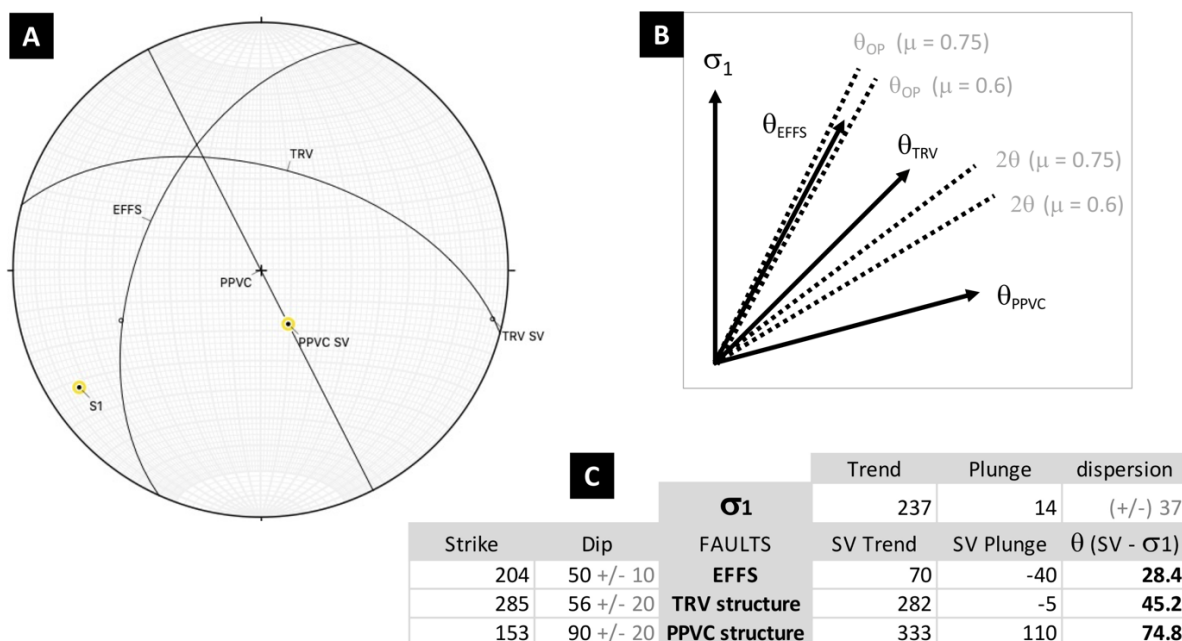 A
TRV
EFFS
PPVC
PPVC SV
TRV SV
S1
B
σ1
θOP (μ = 0.75)
θOP (μ = 0.6)
θEFFS
θTRV
2θ (μ = 0.75)
2θ (μ = 0.6)
θPPVC
C
Trend Plunge dispersion
σ1 237 14 (+/-) 37
Strike Dip FAULTS SV Trend SV Plunge θ (SV - σ1)
204 50 +/- 10 EFFS 70 -40 28.4
285 56 +/- 20 TRV structure 282 -5 45.2
153 90 +/- 20 PPVC structure 333 110 74.8